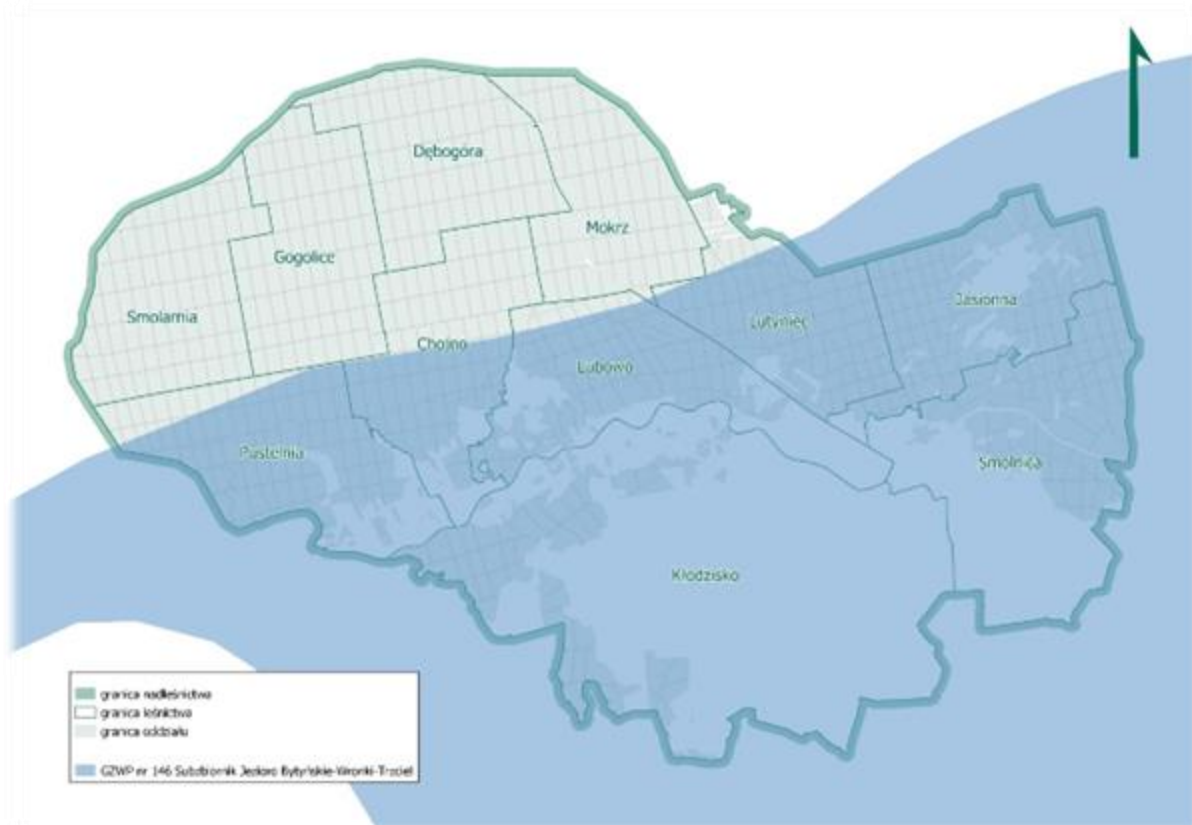 Dębogóra
Mokrz
Gogolice
Smolarnia
Jasionna
Lutyniec
Chojno
Lubowo
Pustelnia
Smolnica
Kłodzisko
granica nadleśnictwa
granica leśnictwa
granica oddziału
GZWP nr 146 Subzbiornik Jezioro Bytyńskie-Wronki-Trzciel